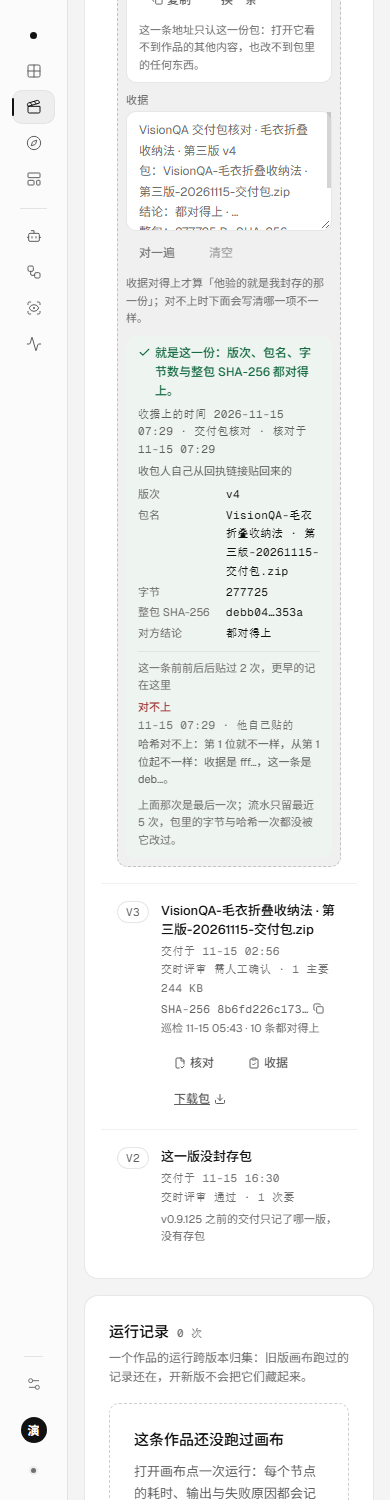 这一条地址只认这一份包：打开它看
不到作品的其他内容，也改不到包里
的任何东西。
收据
VisionQA 交付包核对 · 毛衣折叠
收纳法 · 第三版 v4
包：VisionQA-毛衣折叠收纳法 ·
第三版-20261115-交付包.zip
结论：都对得上 · …
对一遍 清空
收据对得上才算「他验的就是我封存的那
一份」；对不上时下面会写清哪一项不一
样。
就是这一份：版次、包名、字
节数与整包 SHA-256 都对得
上。
收据上的时间 2026-11-15
07:29 · 交付包核对 · 核对于
11-15 07:29
收包人自己从回执链接贴回来的
版次 v4
包名 VisionQA-毛衣
折叠收纳法 · 第
三版-20261115-
交付包.zip
字节 277725
整包 SHA-256 debb04…353a
对方结论 都对得上
这一条前前后后贴过 2 次，更早的记
在这里
对不上
11-15 07:29 · 他自己贴的
哈希对不上：第 1 位就不一样，从第 1
位起不一样：收据是 fff…，这一条是
deb…。
上面那次是最后一次；流水只留最近
5 次，包里的字节与哈希一次都没被
它改过。
V3
VisionQA-毛衣折叠收纳法 · 第
三版-20261115-交付包.zip
交付于 11-15 02:56
交时评审 需人工确认 · 1 主要
244 KB
SHA-256 8b6fd226c173…
巡检 11-15 05:43 · 10 条都对得上
核对 收据
下载包
V2
这一版没封存包
交付于 11-15 16:30
交时评审 通过 · 1 次要
v0.9.125 之前的交付只记了哪一版，
没有存包
运行记录 0 次
一个作品的运行跨版本归集：旧版画布跑过的
记录还在，开新版不会把它们藏起来。
这条作品还没跑过画布
打开画布点一次运行：每个节点
的耗时、输出与失败原因都会记
演